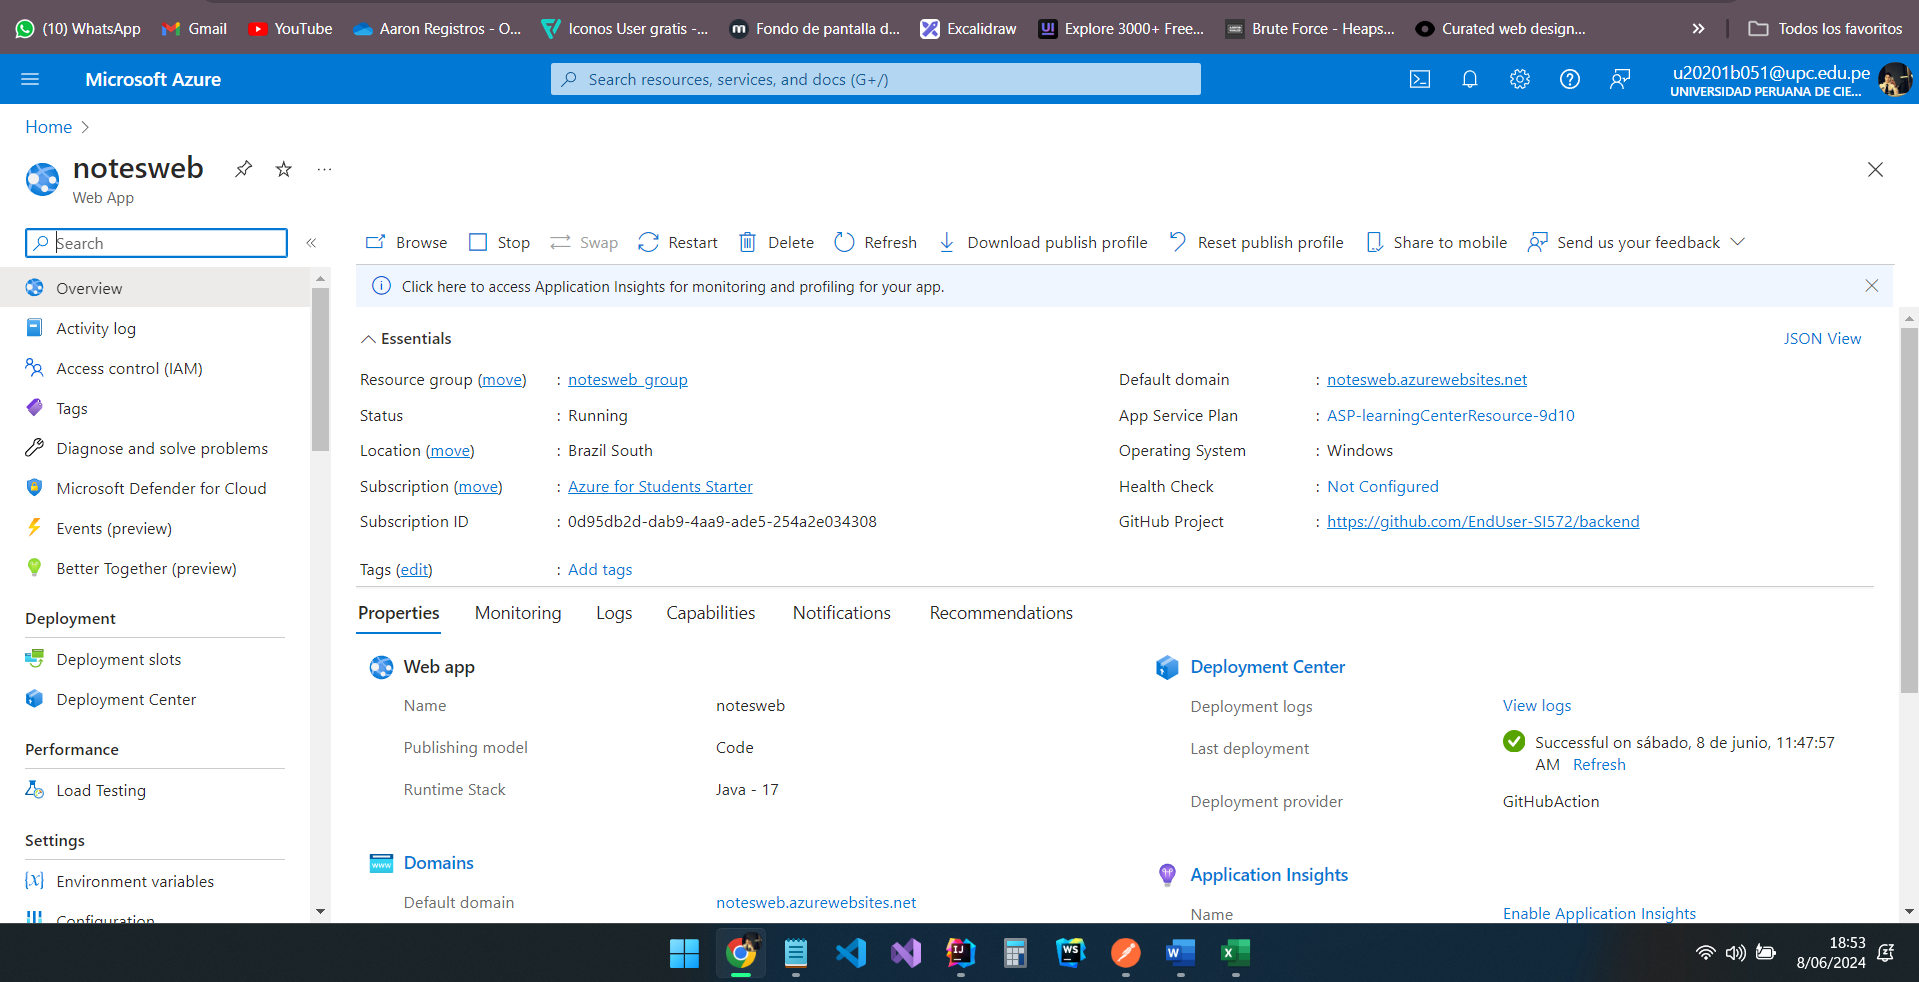 (10) WhatsApp
Gmail
YouTube
Aaron Registros - O...
Iconos User gratis -...
Fondo de pantalla d...
Excalidraw
Explore 3000+ Free...
Brute Force - Heaps...
Curated web design...
Todos los favoritos
Microsoft Azure
Search resources, services, and docs (G+/)
u20201b051@upc.edu.pe
UNIVERSIDAD PERUANA DE CIE...
Home
notesweb
Web App
Search
Browse
Stop
Swap
Restart
Delete
Refresh
Download publish profile
Reset publish profile
Share to mobile
Send us your feedback
Overview
Activity log
Access control (IAM)
Tags
Diagnose and solve problems
Microsoft Defender for Cloud
Events (preview)
Better Together (preview)
Deployment
Deployment slots
Deployment Center
Performance
Load Testing
Settings
Environment variables
Configuration
Click here to access Application Insights for monitoring and profiling for your app.
Essentials
JSON View
Resource group (move) : notesweb_group
Status : Running
Location (move) : Brazil South
Subscription (move) : Azure for Students Starter
Subscription ID : 0d95db2d-dab9-4aa9-ade5-254a2e034308
Default domain : notesweb.azurewebsites.net
App Service Plan : ASP-learningCenterResource-9d10
Operating System : Windows
Health Check : Not Configured
GitHub Project : https://github.com/EndUser-SI572/backend
Tags (edit) : Add tags
Properties
Monitoring
Logs
Capabilities
Notifications
Recommendations
Web app
Name notesweb
Publishing model Code
Runtime Stack Java - 17
Domains
Default domain notesweb.azurewebsites.net
Deployment Center
Deployment logs View logs
Last deployment Successful on sábado, 8 de junio, 11:47:57
AM Refresh
Deployment provider GitHubAction
Application Insights
Name Enable Application Insights
18:53
8/06/2024